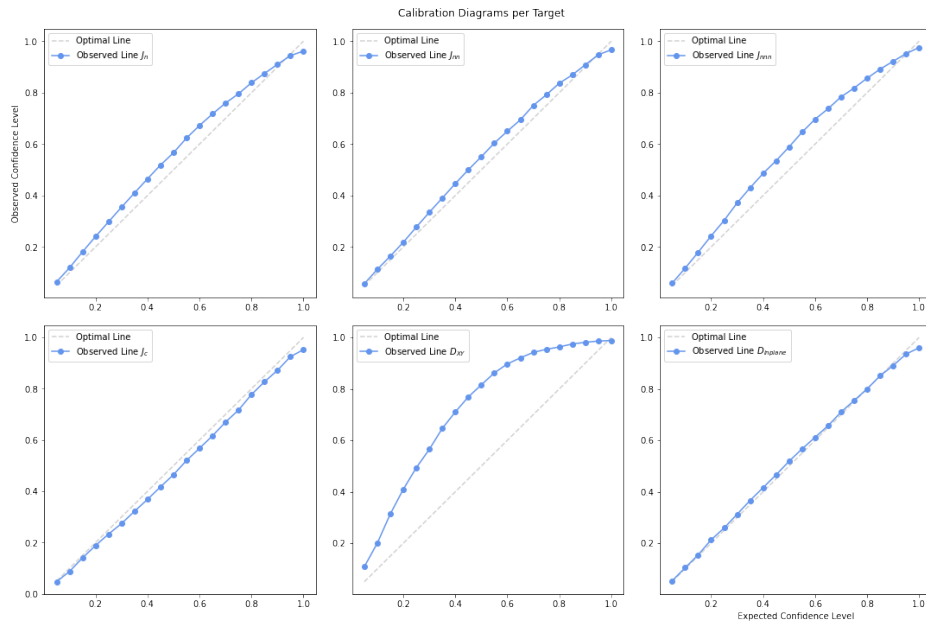 Calibration Diagrams per Target
Optimal Line
Observed Line J_n
1.0
0.8
0.6
0.4
0.2
0.2 0.4 0.6 0.8 1.0
Observed Confidence Level
Optimal Line
Observed Line J_nn
1.0
0.8
0.6
0.4
0.2
0.2 0.4 0.6 0.8 1.0
Optimal Line
Observed Line J_nnn
1.0
0.8
0.6
0.4
0.2
0.2 0.4 0.6 0.8 1.0
Optimal Line
Observed Line J_c
1.0
0.8
0.6
0.4
0.2
0.0
0.2 0.4 0.6 0.8 1.0
Optimal Line
Observed Line D_XY
1.0
0.8
0.6
0.4
0.2
0.2 0.4 0.6 0.8 1.0
Optimal Line
Observed Line D_inplane
1.0
0.8
0.6
0.4
0.2
0.0
0.2 0.4 0.6 0.8 1.0
Expected Confidence Level